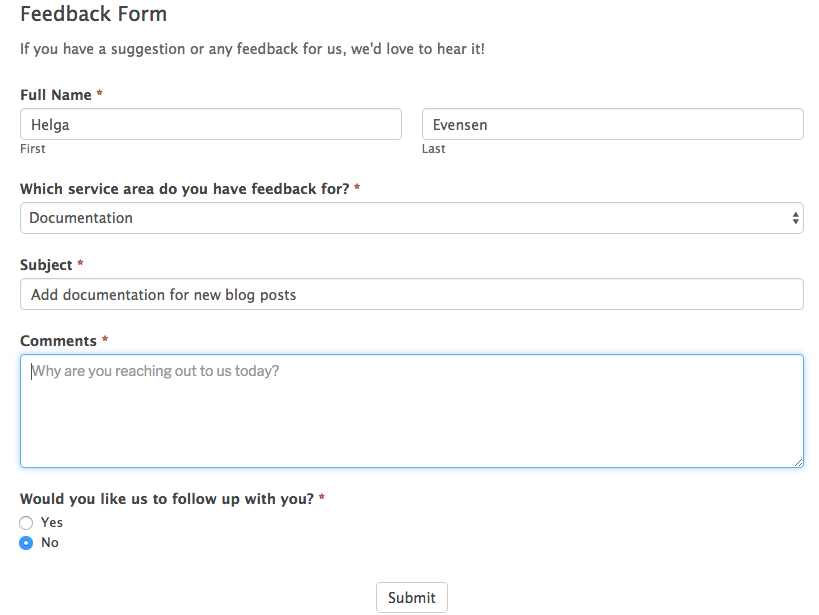 Feedback Form
If you have a suggestion or any feedback for us, we'd love to hear it!
Full Name *
Helga Evensen
First Last
Which service area do you have feedback for? *
Documentation
Subject *
Add documentation for new blog posts
Comments *
Why are you reaching out to us today?
Would you like us to follow up with you? *
Yes
No
Submit